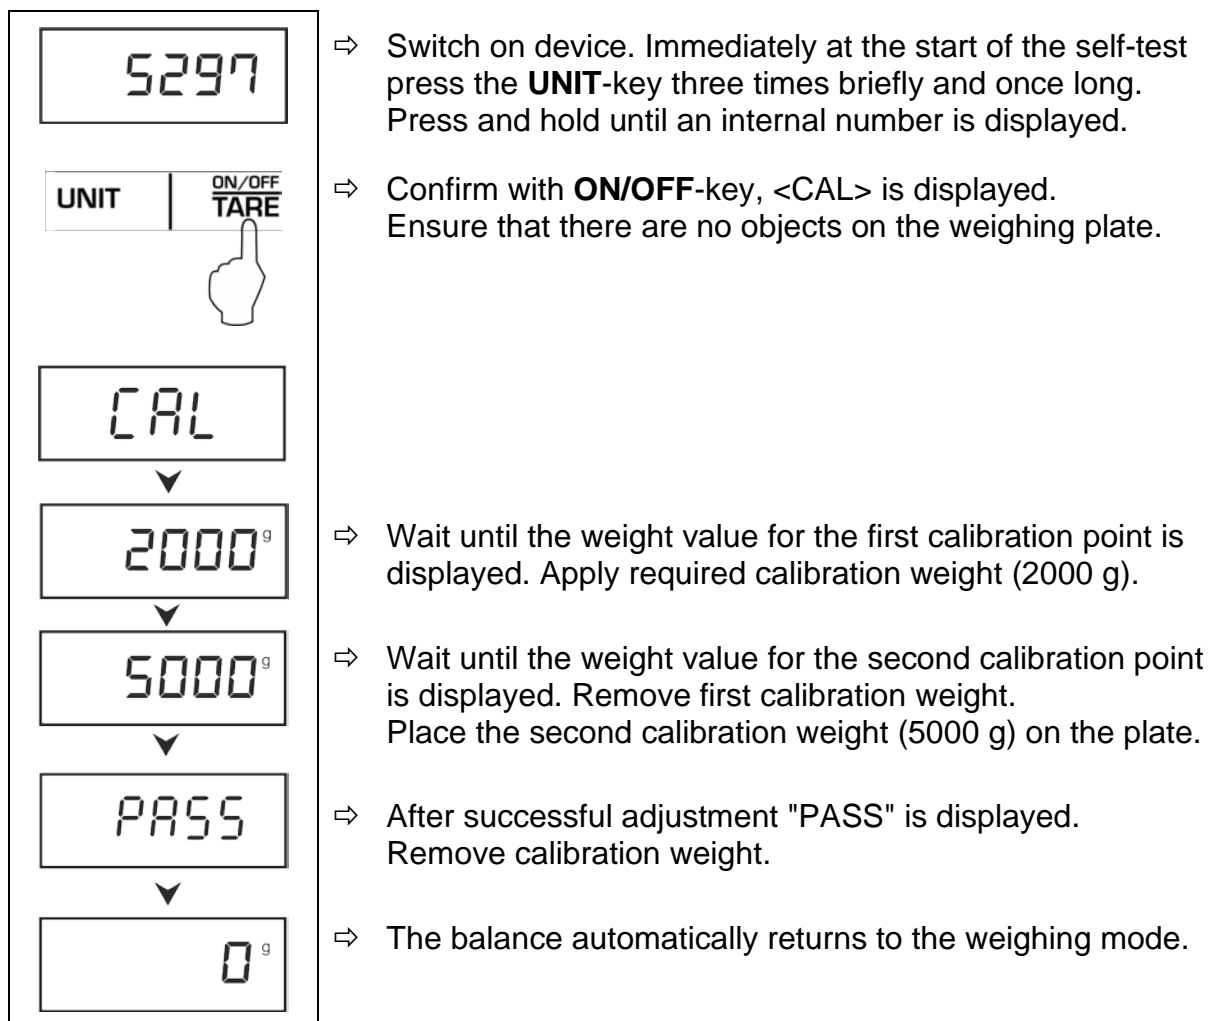 5297
⇨ Switch on device. Immediately at the start of the self-test
press the UNIT-key three times briefly and once long.
Press and hold until an internal number is displayed.
UNIT
ON/OFF
TARE
⇨ Confirm with ON/OFF-key, <CAL> is displayed.
Ensure that there are no objects on the weighing plate.
CAL
2000 g
⇨ Wait until the weight value for the first calibration point is
displayed. Apply required calibration weight (2000 g).
5000 g
⇨ Wait until the weight value for the second calibration point
is displayed. Remove first calibration weight.
Place the second calibration weight (5000 g) on the plate.
PASS
⇨ After successful adjustment "PASS" is displayed.
Remove calibration weight.
0 g
⇨ The balance automatically returns to the weighing mode.